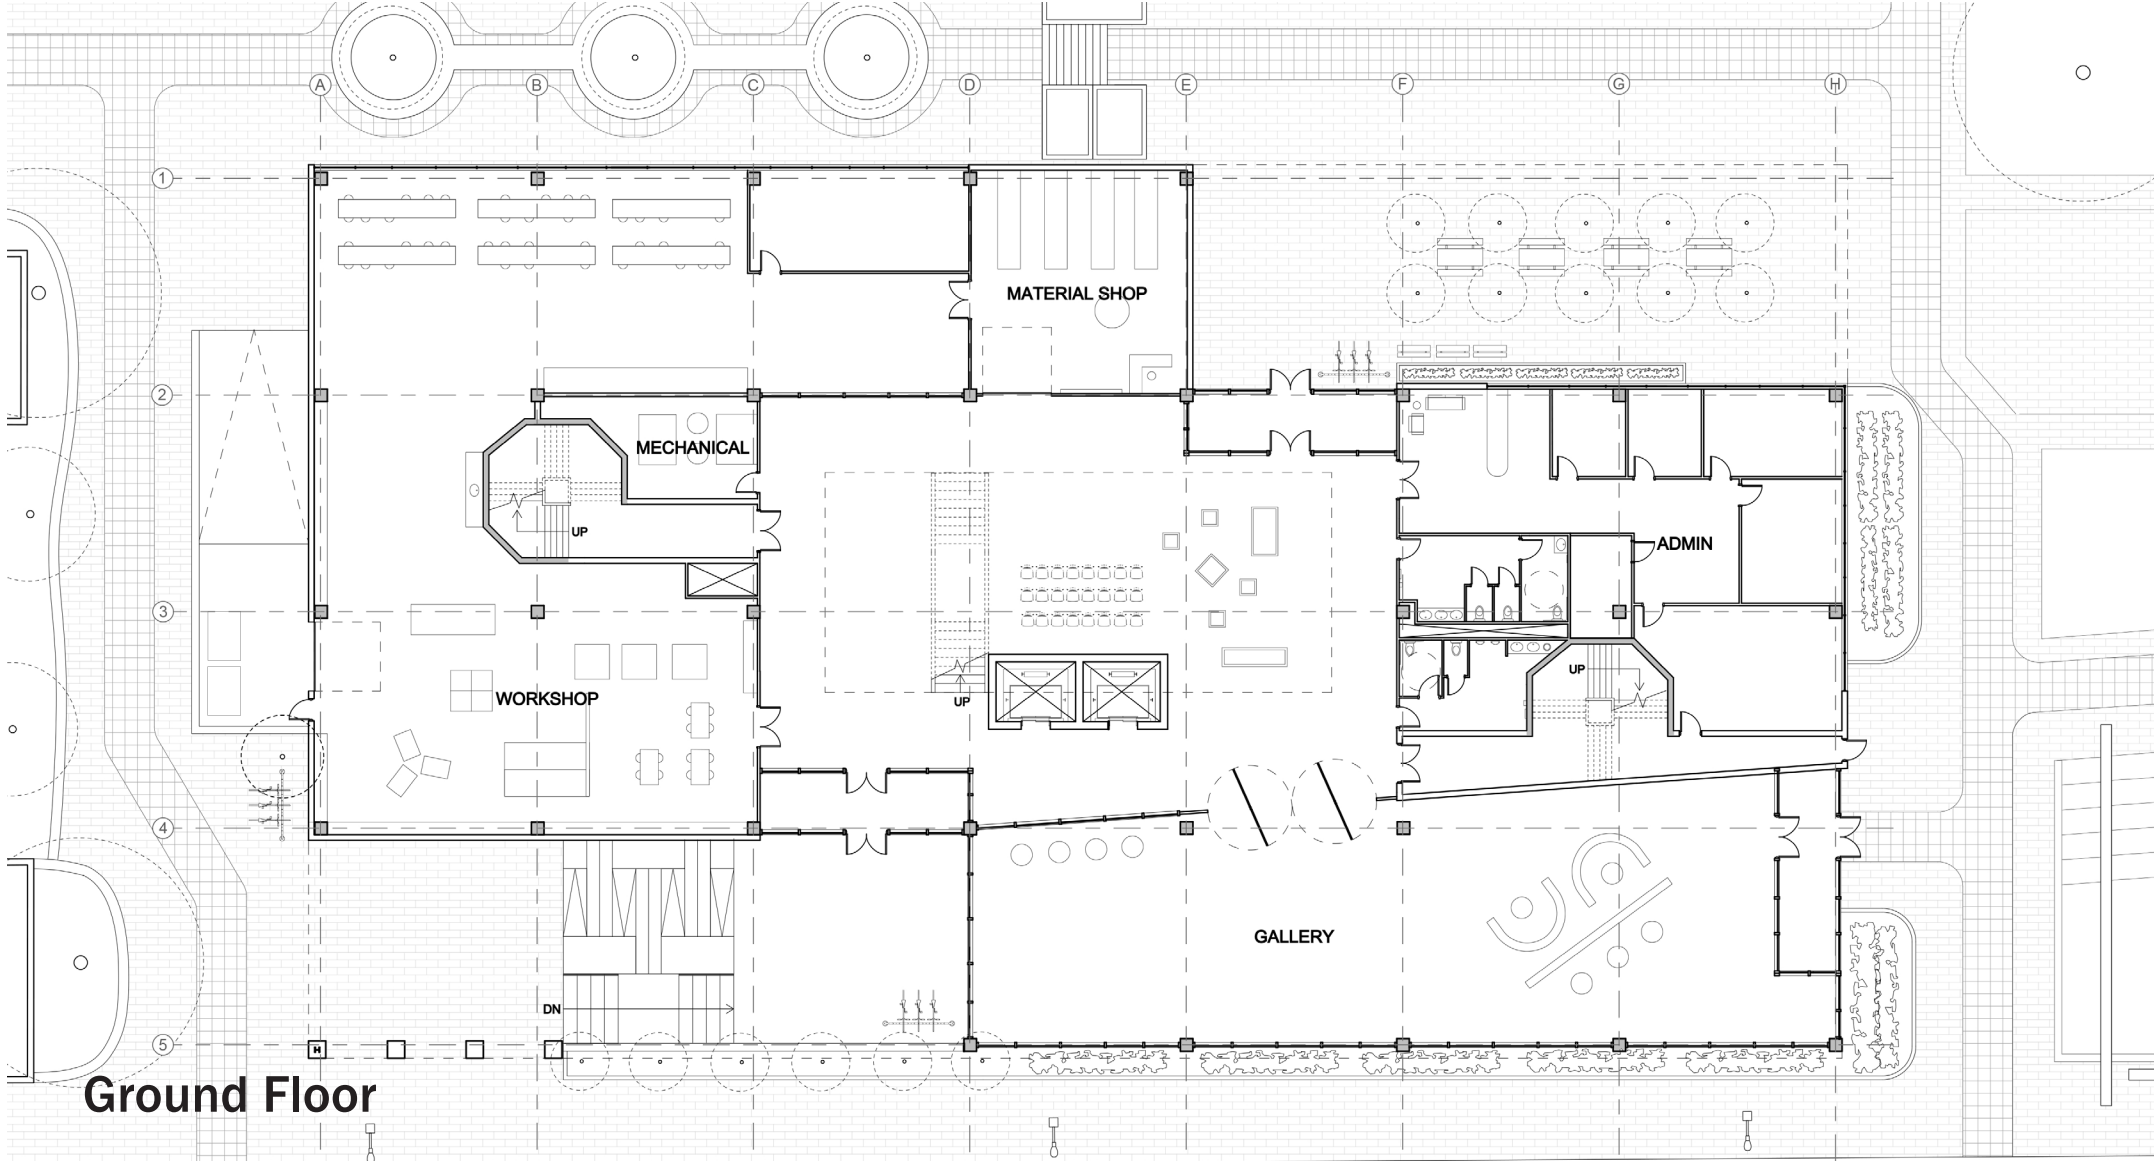 A B C D E F G H
1
MATERIAL SHOP
2
MECHANICAL
UP
ADMIN
3
UP
WORKSHOP
UP
4
GALLERY
DN
5
H
Ground Floor